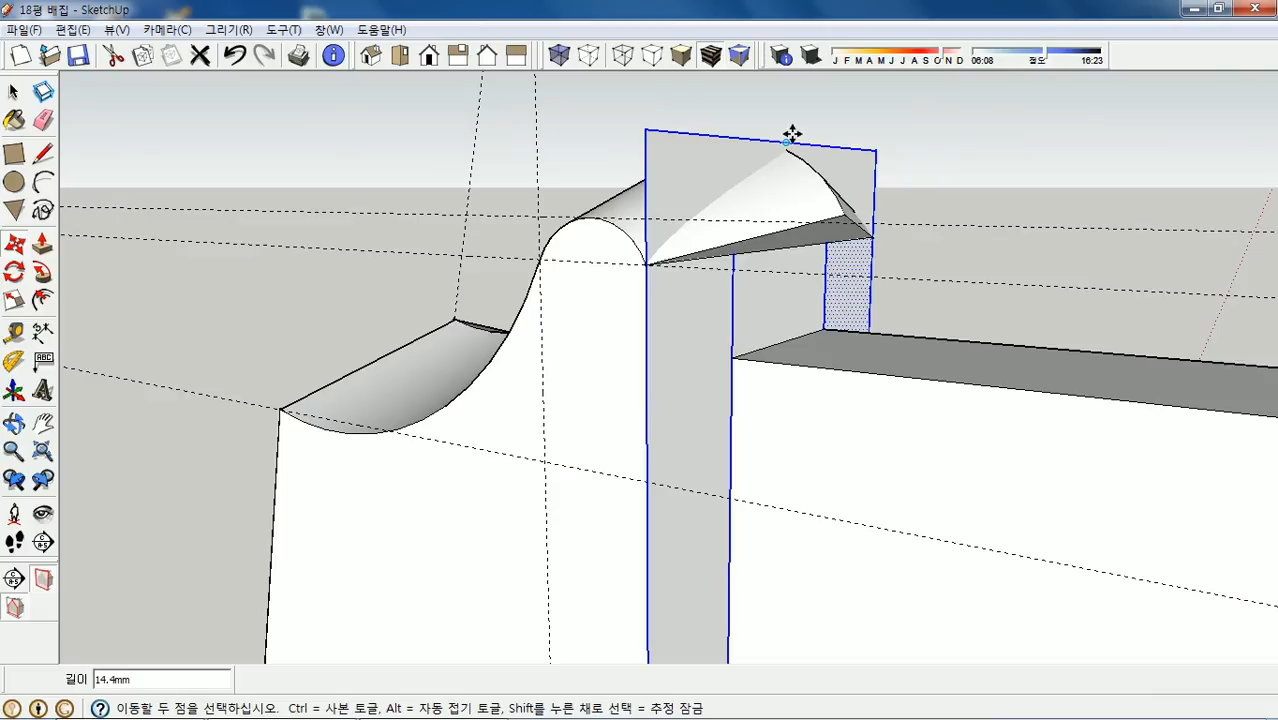 18평 배집 - SketchUp
파일(F) 편집(E) 뷰(V) 카메라(C) 그리기(R) 도구(T) 창(W) 도움말(H)
J F M A M J J A S O N D 06:08 정오 16:23
ABC
길이 14.4mm
이동할 두 점을 선택하십시오. Ctrl = 사본 토글, Alt = 자동 접기 토글, Shift를 누른 채로 선택 = 추정 잠금